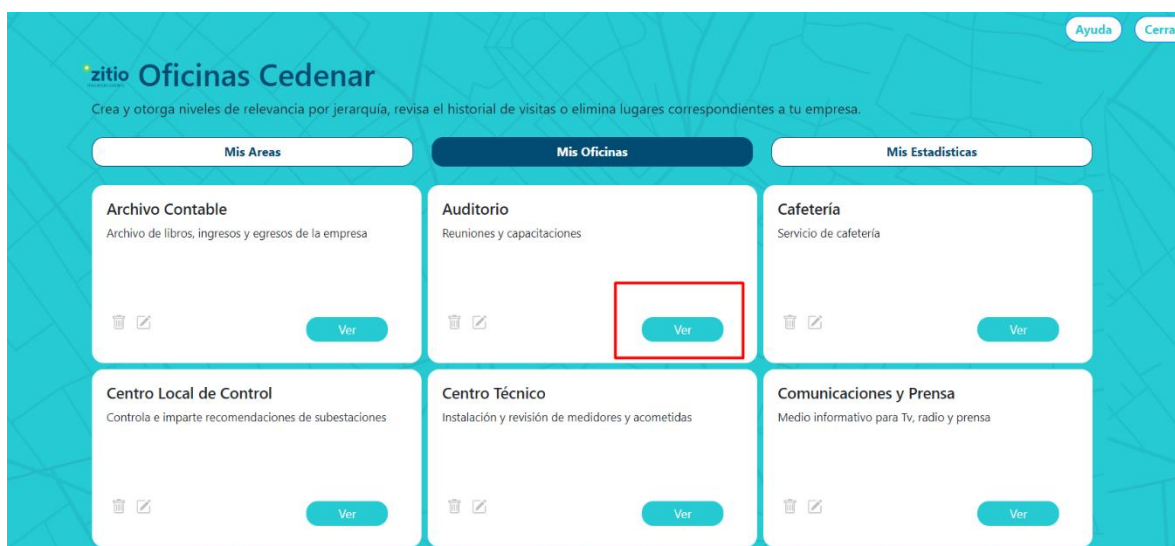 Ayuda Cerra
zitio Oficinas Cedenar
Crea y otorga niveles de relevancia por jerarquía, revisa el historial de visitas o elimina lugares correspondientes a tu empresa.
Mis Areas Mis Oficinas Mis Estadisticas
Archivo Contable
Archivo de libros, ingresos y egresos de la empresa
Ver
Auditorio
Reuniones y capacitaciones
Ver
Cafetería
Servicio de cafetería
Ver
Centro Local de Control
Controla e imparte recomendaciones de subestaciones
Ver
Centro Técnico
Instalación y revisión de medidores y acometidas
Ver
Comunicaciones y Prensa
Medio informativo para Tv, radio y prensa
Ver